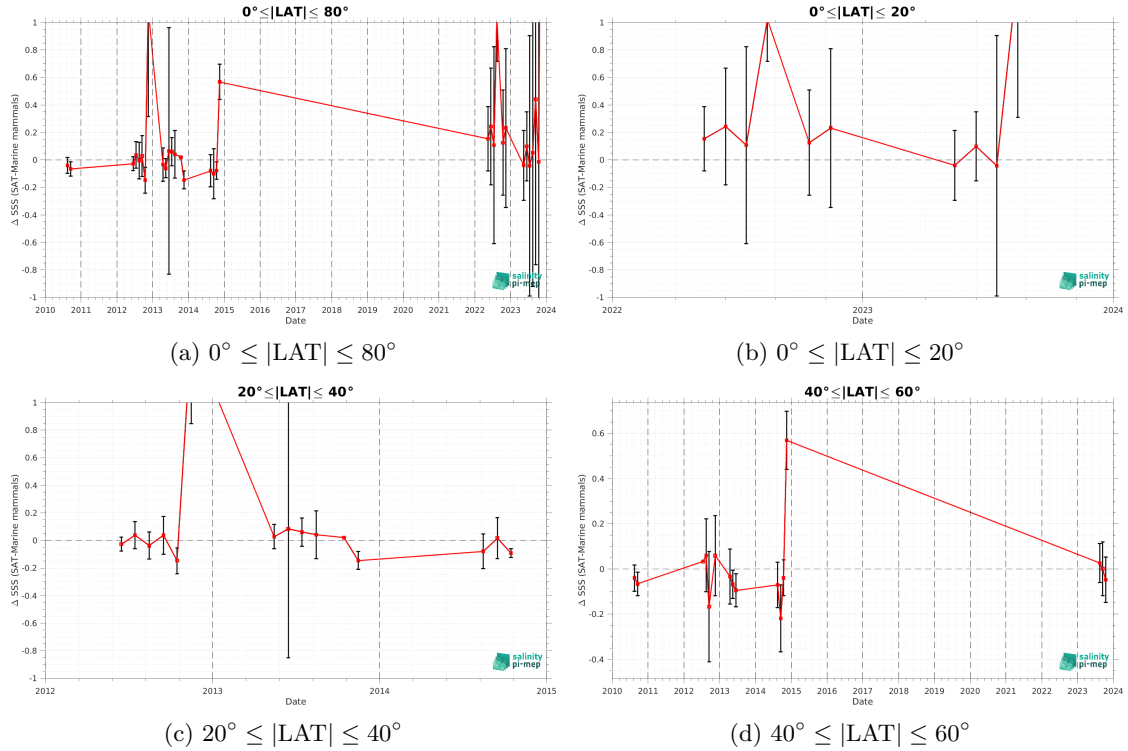 0°≤|LAT|≤ 80°
Δ SSS (SAT-Marine mammals)
1
0.8
0.6
0.4
0.2
0
-0.2
-0.4
-0.6
-0.8
-1
2010 2011 2012 2013 2014 2015 2016 2017 2018 2019 2020 2021 2022 2023 2024
Date
salinity
pi-mep
(a) 0° ≤ |LAT| ≤ 80°
0°≤|LAT|≤ 20°
Δ SSS (SAT-Marine mammals)
1
0.8
0.6
0.4
0.2
0
-0.2
-0.4
-0.6
-0.8
-1
2022 2023 2024
Date
salinity
pi-mep
(b) 0° ≤ |LAT| ≤ 20°
20°≤|LAT|≤ 40°
Δ SSS (SAT-Marine mammals)
1
0.8
0.6
0.4
0.2
0
-0.2
-0.4
-0.6
-0.8
-1
2012 2013 2014 2015
Date
salinity
pi-mep
(c) 20° ≤ |LAT| ≤ 40°
40°≤|LAT|≤ 60°
Δ SSS (SAT-Marine mammals)
0.6
0.4
0.2
0
-0.2
-0.4
2010 2011 2012 2013 2014 2015 2016 2017 2018 2019 2020 2021 2022 2023 2024
Date
salinity
pi-mep
(d) 40° ≤ |LAT| ≤ 60°